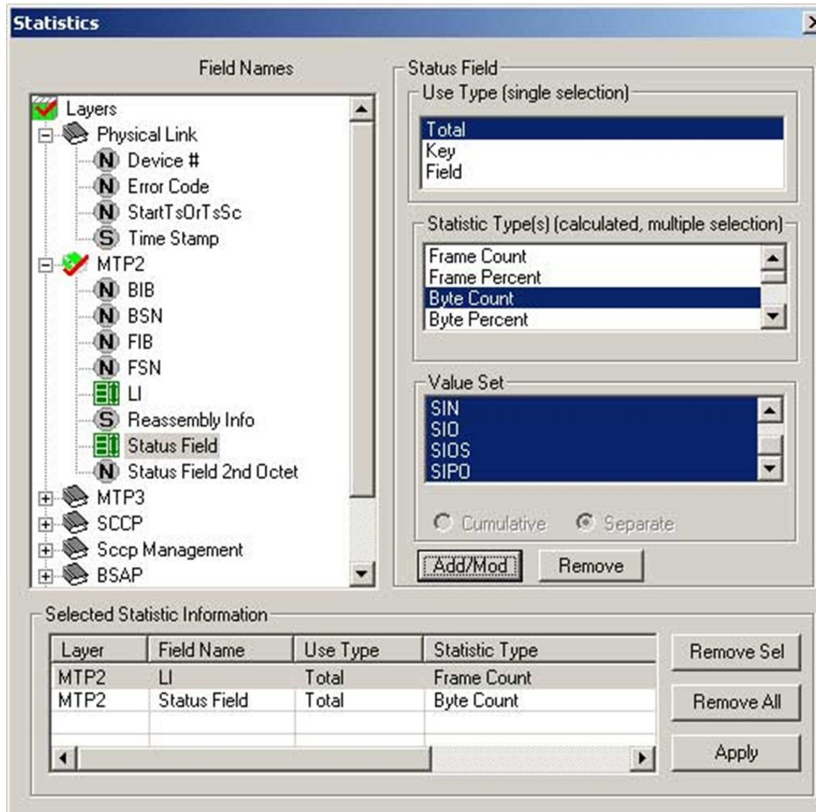 Statistics
Field Names
Layers
Physical Link
N Device #
N Error Code
N StartTsOrTsSc
S Time Stamp
MTP2
N BIB
N BSN
N FIB
N FSN
LI
S Reassembly Info
Status Field
N Status Field 2nd Octet
MTP3
SCCP
Sccp Management
BSAP
Status Field
Use Type (single selection)
Total
Key
Field
Statistic Type(s) (calculated, multiple selection)
Frame Count
Frame Percent
Byte Count
Byte Percent
Value Set
SIN
SIO
SIOS
SIPO
Cumulative Separate
Add/Mod Remove
Selected Statistic Information
Layer Field Name Use Type Statistic Type
MTP2 LI Total Frame Count
MTP2 Status Field Total Byte Count
Remove Sel
Remove All
Apply